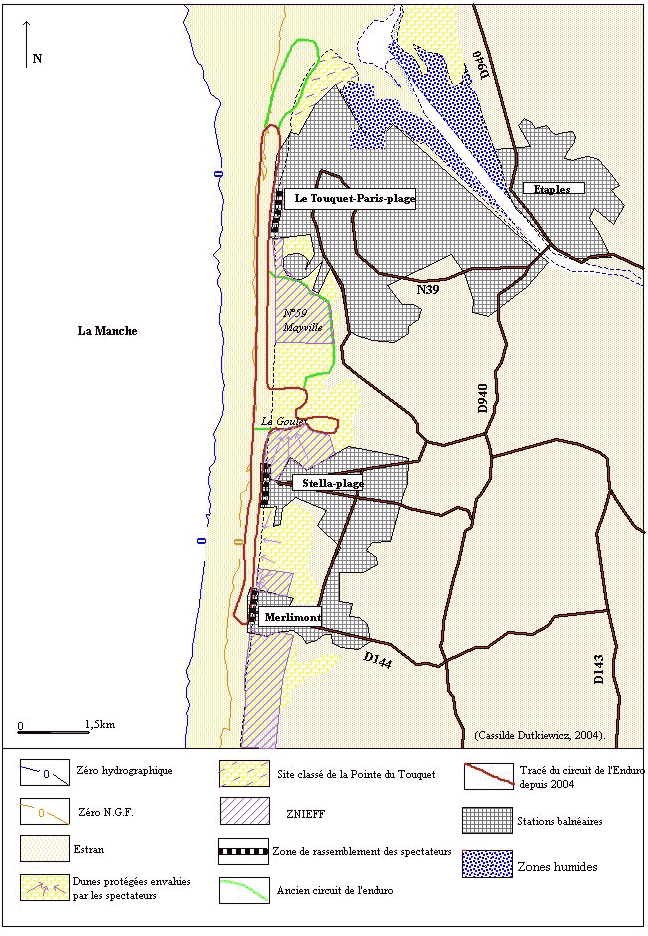 N
D940
0
Etaples
Le Touquet-Paris-plage
N39
N°59
Mayville
La Manche
D940
Le Goulet
Stella-plage
0
0
Merlimont
D144
D143
0
1,5km
(Cassilde Dutkiewicz, 2004).
0
Zéro hydrographique
Site classé de la Pointe du Touquet
Tracé du circuit de l'Enduro
depuis 2004
0
Zéro N.G.F.
ZNIEFF
Stations balnéaires
Estran
Zone de rassemblement des spectateurs
Zones humides
Dunes protégées envahies
par les spectateurs
Ancien circuit de l'enduro